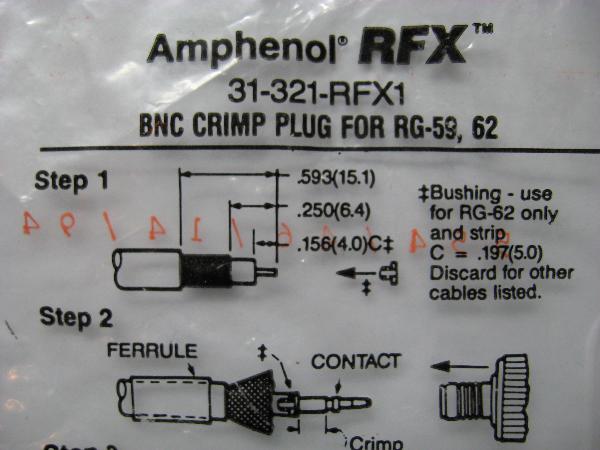 Amphenol® RFX™
31-321-RFX1
BNC CRIMP PLUG FOR RG-59, 62
Step 1
.593(15.1)
.250(6.4)
.156(4.0)C‡
‡
‡Bushing - use
for RG-62 only
and strip
C = .197(5.0)
Discard for other
cables listed.
Step 2
FERRULE
‡
CONTACT
Crimp